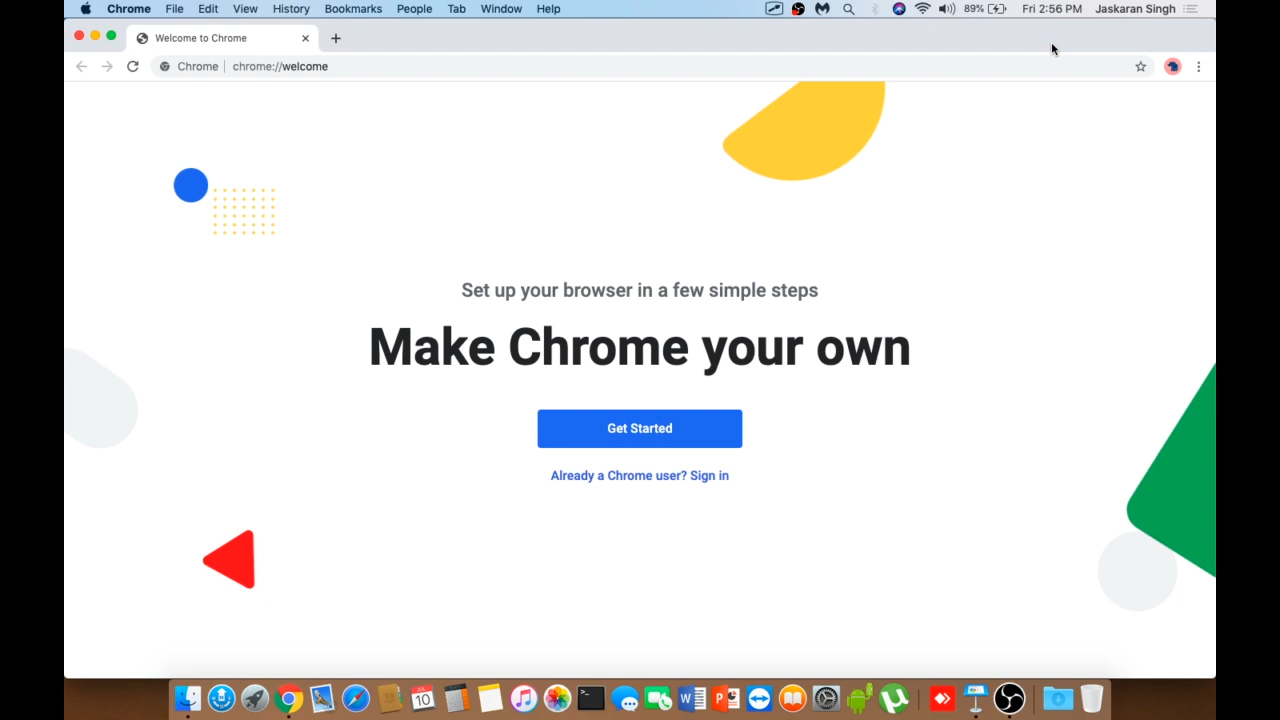 Chrome File Edit View History Bookmarks People Tab Window Help 89% Fri 2:56 PM Jaskaran Singh
Welcome to Chrome
Chrome chrome://welcome
Set up your browser in a few simple steps
Make Chrome your own
Get Started
Already a Chrome user? Sign in
10